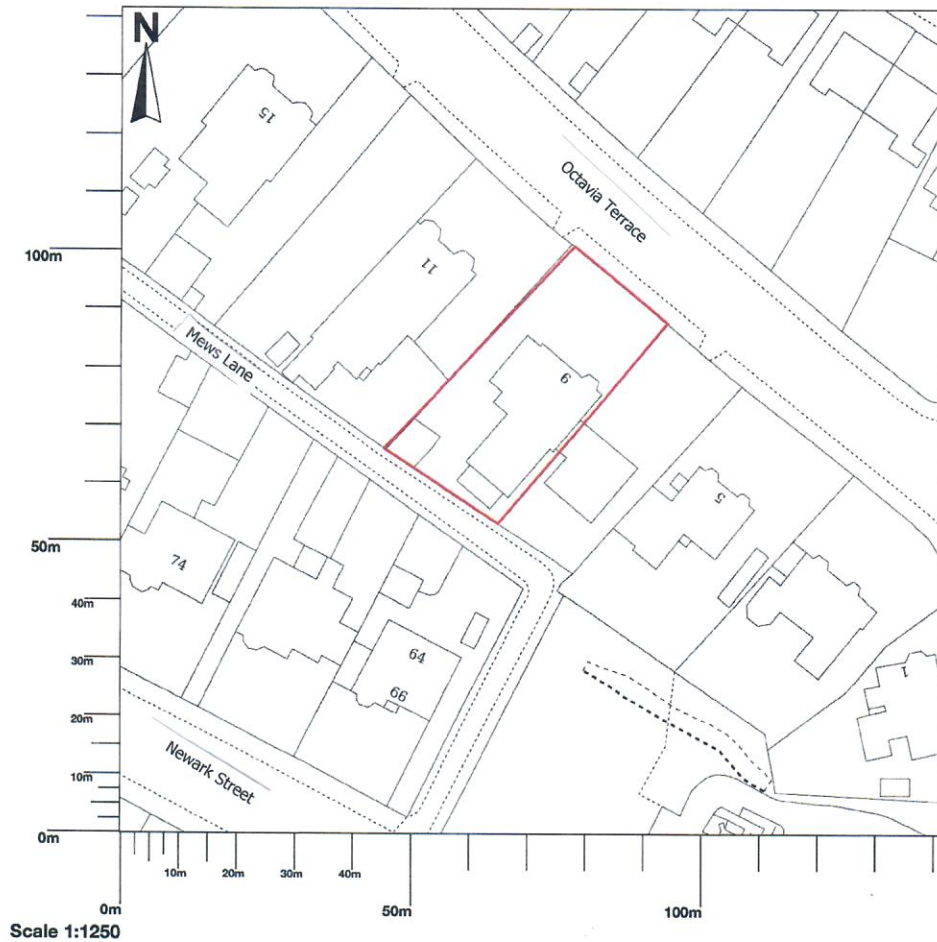 N
15
Octavia Terrace
11
100m
Mews Lane
9
5
50m
74
40m
64
30m
66
1
20m
Newark Street
10m
0m
10m
20m
30m
40m
0m
50m
100m
Scale 1:1250